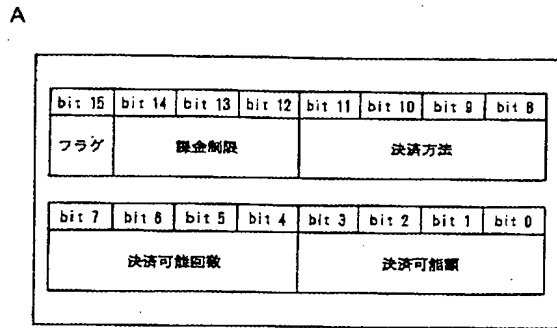 A
bit 15 bit 14 bit 13 bit 12 bit 11 bit 10 bit 9 bit 8
フラグ 課金制限 決済方法
bit 7 bit 6 bit 5 bit 4 bit 3 bit 2 bit 1 bit 0
決済可能回数 決済可能額